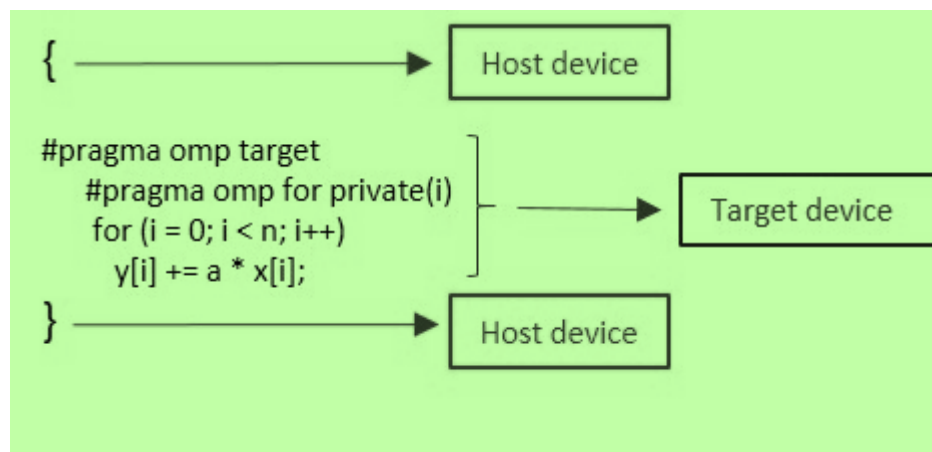 {
Host device
#pragma omp target
#pragma omp for private(i)
for (i = 0; i < n; i++)
y[i] += a * x[i];
Target device
}
Host device